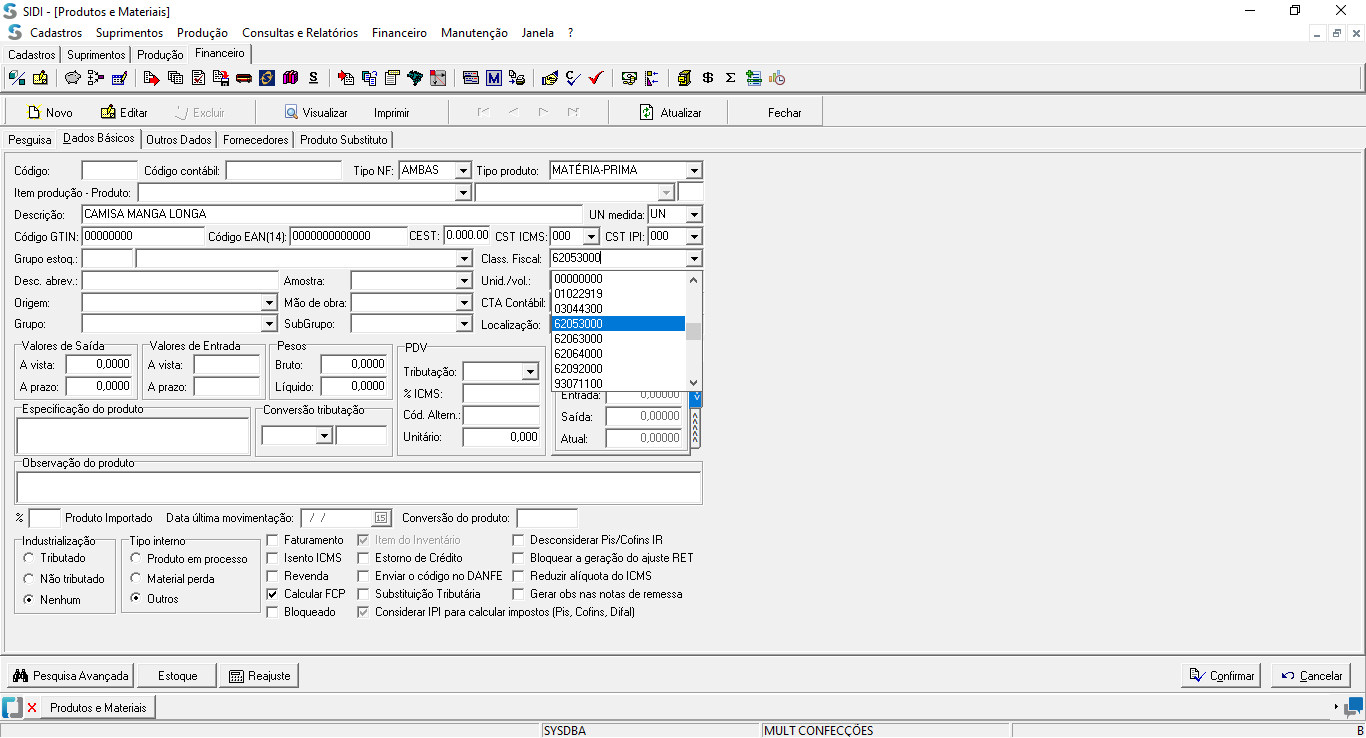 SIDI - [Produtos e Materiais]
Cadastros Suprimentos Produção Consultas e Relatórios Financeiro Manutenção Janela ?
Cadastros Suprimentos Produção Financeiro
Novo Editar Excluir Visualizar Imprimir Atualizar Fechar
Pesquisa Dados Básicos Outros Dados Fornecedores Produto Substituto
Código: Código contábil: Tipo NF: AMBAS Tipo produto: MATÉRIA-PRIMA
Item produção - Produto:
Descrição: CAMISA MANGA LONGA UN medida: UN
Código GTIN: 00000000 Código EAN(14): 0000000000000 CEST: 0.000.00 CST ICMS: 000 CST IPI: 000
Grupo estoq.: Class. Fiscal: 62053000
Desc. abrev.: Amostra: Unid./vol.:
Origem: Mão de obra: CTA Contábil:
Grupo: SubGrupo: Localização:
00000000
01022919
03044300
62053000
62063000
62064000
62092000
93071100
Valores de Saída Valores de Entrada Pesos PDV
A vista: 0,0000 A vista: Bruto: 0,0000 Tributação:
A prazo: 0,0000 A prazo: Líquido: 0,0000 % ICMS: Entrada: 0,00000
Especificação do produto Conversão tributação Cód. Altern.: Saída: 0,00000
Unitário: 0,000 Atual: 0,00000
Observação do produto
% Produto Importado Data última movimentação: / / 15 Conversão do produto:
Industrialização Tipo interno Faturamento Item do Inventário Desconsiderar Pis/Cofins IR
Tributado Produto em processo Isento ICMS Estorno de Crédito Bloquear a geração do ajuste RET
Não tributado Material perda Revenda Enviar o código no DANFE Reduzir alíquota do ICMS
Nenhum Outros Calcular FCP Substituição Tributária Gerar obs nas notas de remessa
Bloqueado Considerar IPI para calcular impostos (Pis, Cofins, Difal)
Pesquisa Avançada Estoque Reajuste Confirmar Cancelar
Produtos e Materiais
SYSDBA MULT CONFECÇÕES B